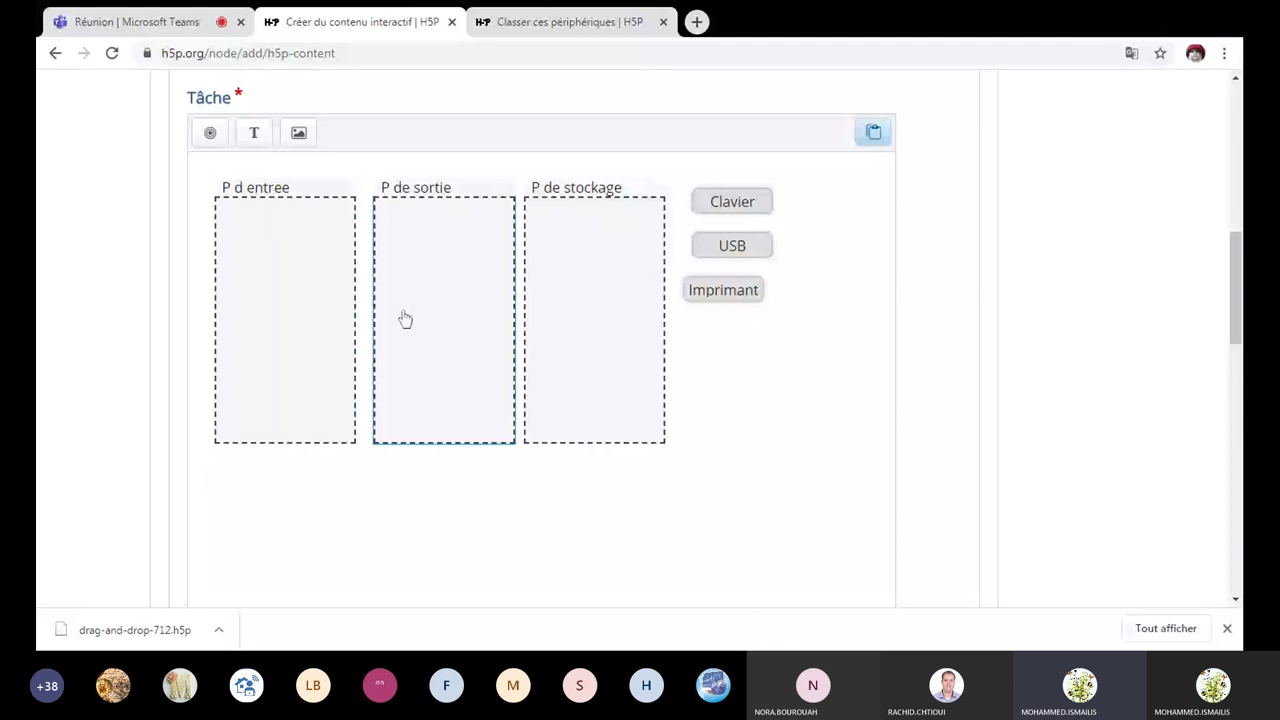 Réunion | Microsoft Teams
H-P Créer du contenu interactif | H5P
H-P Classer ces périphériques | H5P
h5p.org/node/add/h5p-content
Tâche *
T
P d entree
P de sortie
P de stockage
Clavier
USB
Imprimant
drag-and-drop-712.h5p
Tout afficher
+38
LB
F
M
S
H
N
NORA.BOUROUAH
RACHID.CHTIOUI
MOHAMMED.ISMAILIS
MOHAMMED.ISMAILIS